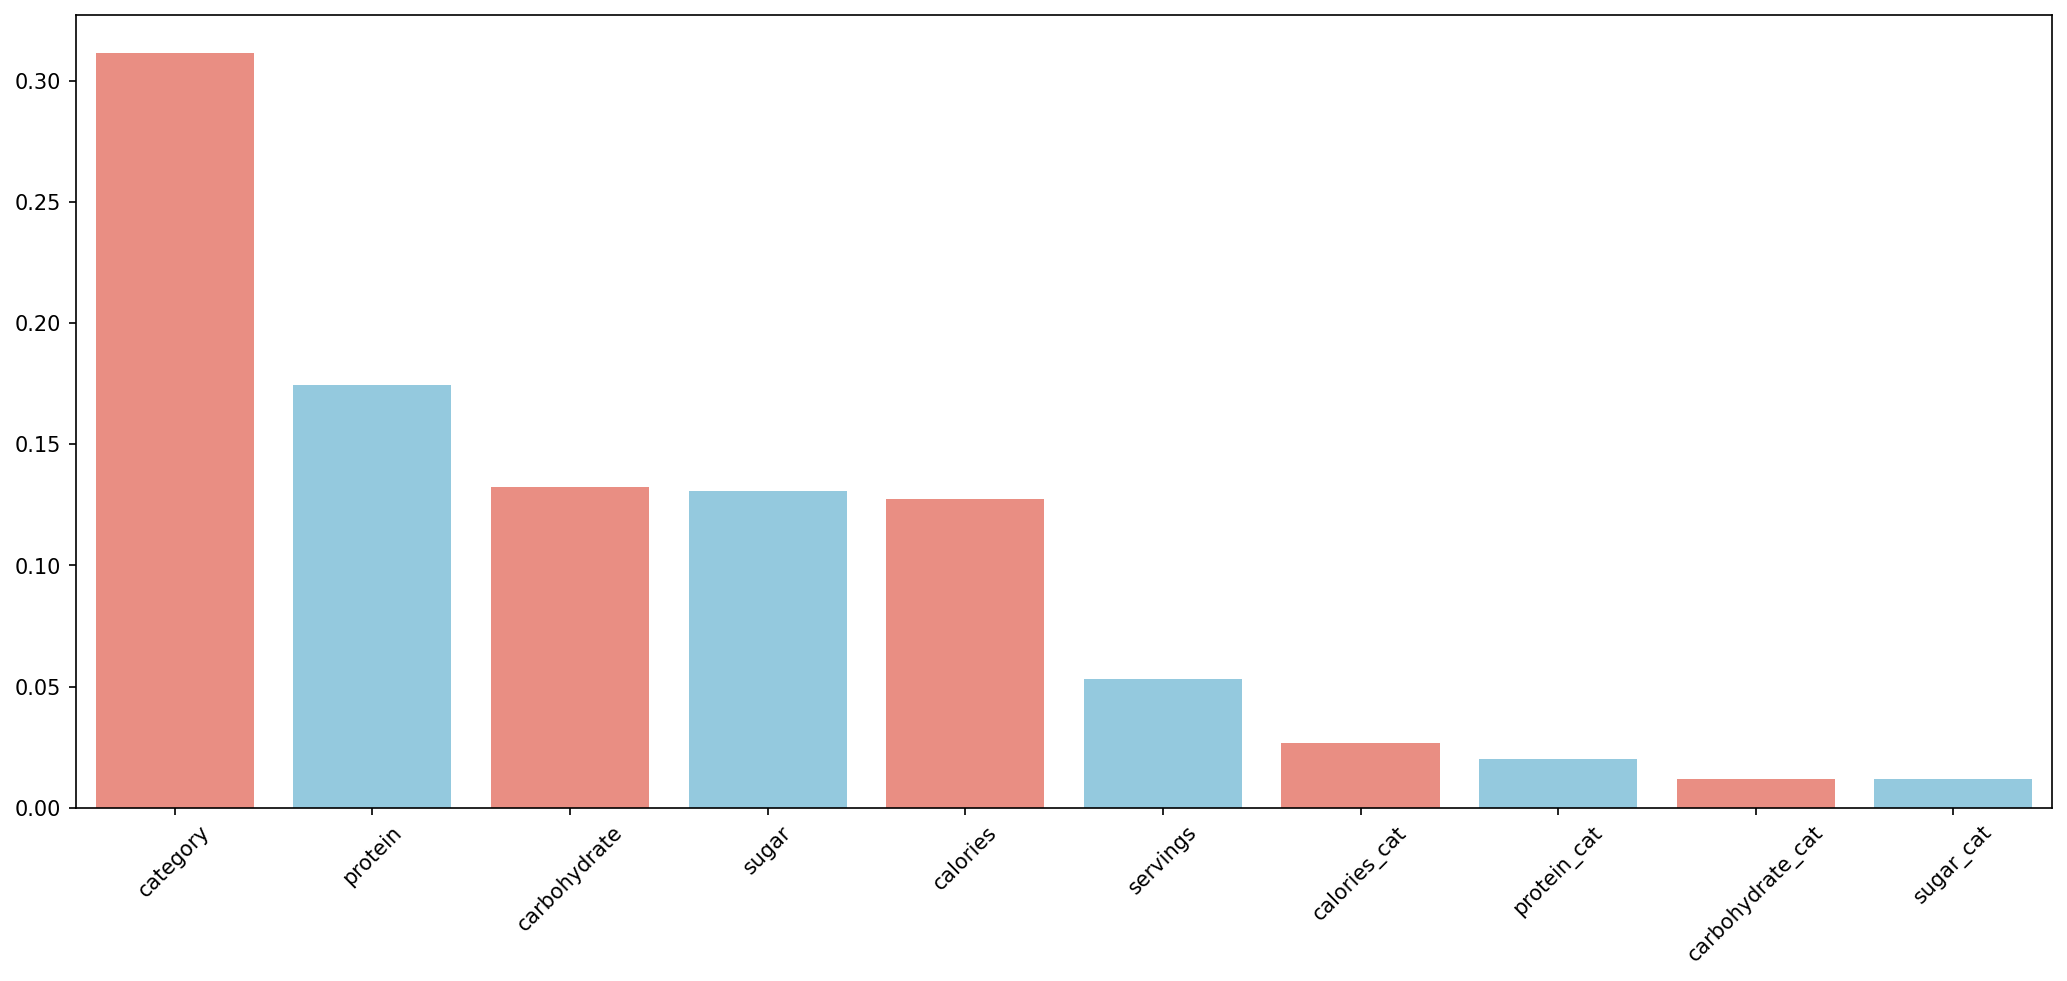 0.30
0.25
0.20
0.15
0.10
0.05
0.00
category
protein
carbohydrate
sugar
calories
servings
calories_cat
protein_cat
carbohydrate_cat
sugar_cat